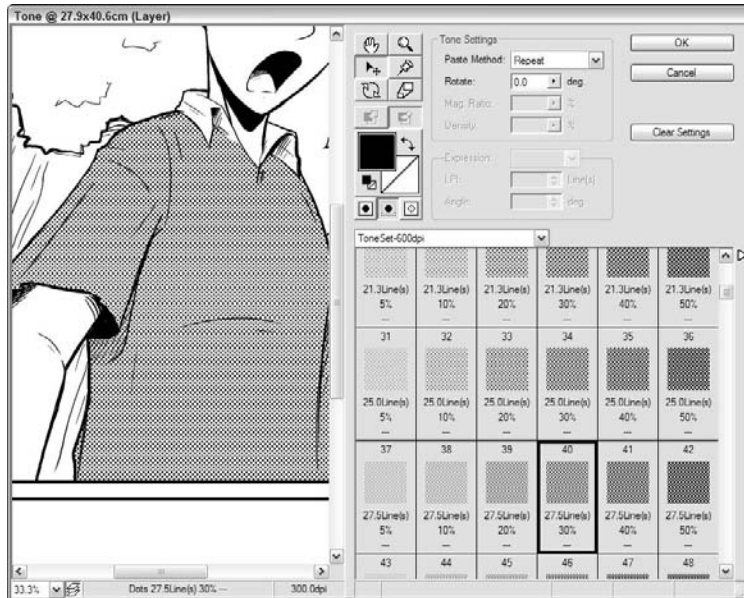 Tone @ 27.9x40.6cm (Layer)
Tone Settings
Paste Method: Repeat
Rotate: 0.0 deg.
Mag. Ratio: %
Density: %
Expression:
LPI: Line(s)
Angle: deg.
OK
Cancel
Clear Settings
ToneSet-600dpi
21.3Line(s) 21.3Line(s) 21.3Line(s) 21.3Line(s) 21.3Line(s) 21.3Line(s)
5% 10% 20% 30% 40% 50%
--- --- --- --- --- ---
31 32 33 34 35 36
25.0Line(s) 25.0Line(s) 25.0Line(s) 25.0Line(s) 25.0Line(s) 25.0Line(s)
5% 10% 20% 30% 40% 50%
--- --- --- --- --- ---
37 38 39 40 41 42
27.5Line(s) 27.5Line(s) 27.5Line(s) 27.5Line(s) 27.5Line(s) 27.5Line(s)
5% 10% 20% 30% 40% 50%
--- --- --- --- --- ---
43 44 45 46 47 48
33.3% Dots 27.5Line(s) 30% --- 300.0dpi